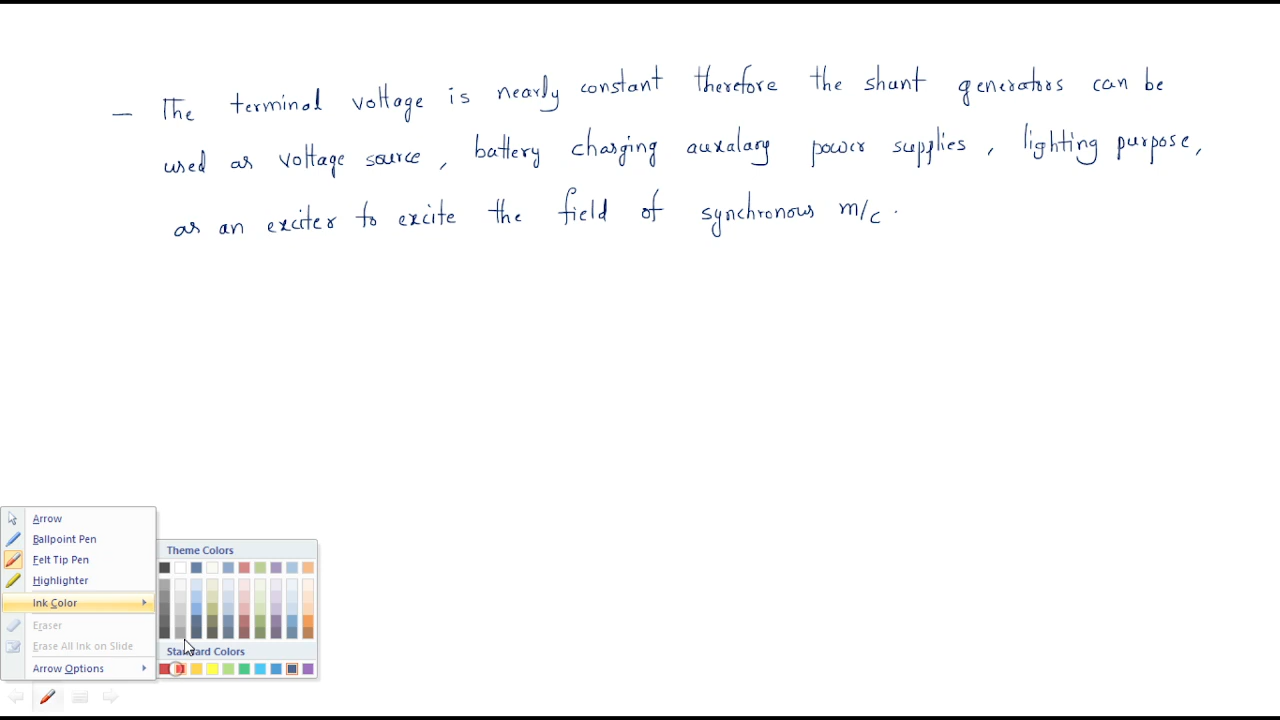 – The terminal voltage is nearly constant therefore the shunt generators can be
used as voltage source, battery charging auxalary power supplies, lighting purpose,
as an exciter to excite the field of synchronous m/c.
Arrow
Ballpoint Pen
Felt Tip Pen
Highlighter
Ink Color
Eraser
Erase All Ink on Slide
Arrow Options
Theme Colors
Standard Colors